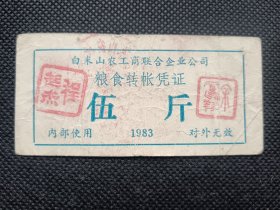 白米山农工商联合企业公司
粮食转帐凭证
伍 斤
内部使用 1983 对外无效